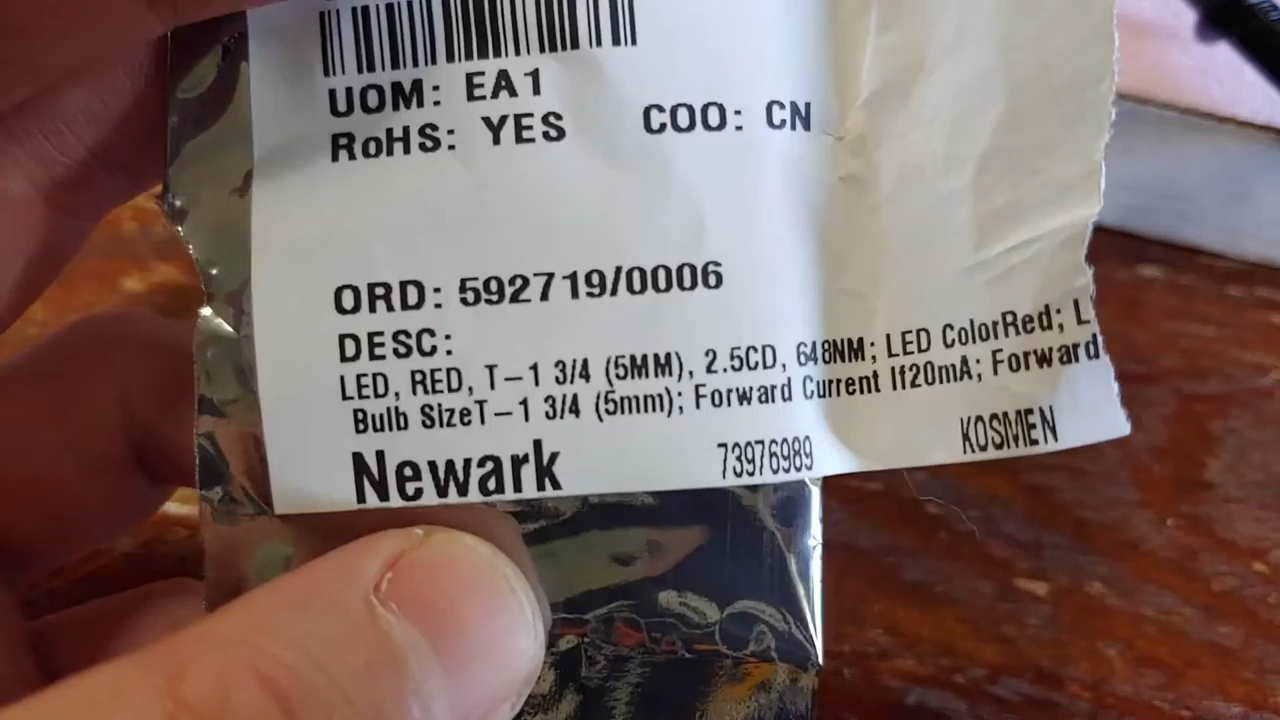 UOM: EA1
RoHS: YES COO: CN
ORD: 592719/0006
DESC:
LED, RED, T-1 3/4 (5MM), 2.5CD, 648NM; LED ColorRed; L
Bulb SizeT-1 3/4 (5mm); Forward Current If20mA; Forward
Newark 73976989 KOSMEN